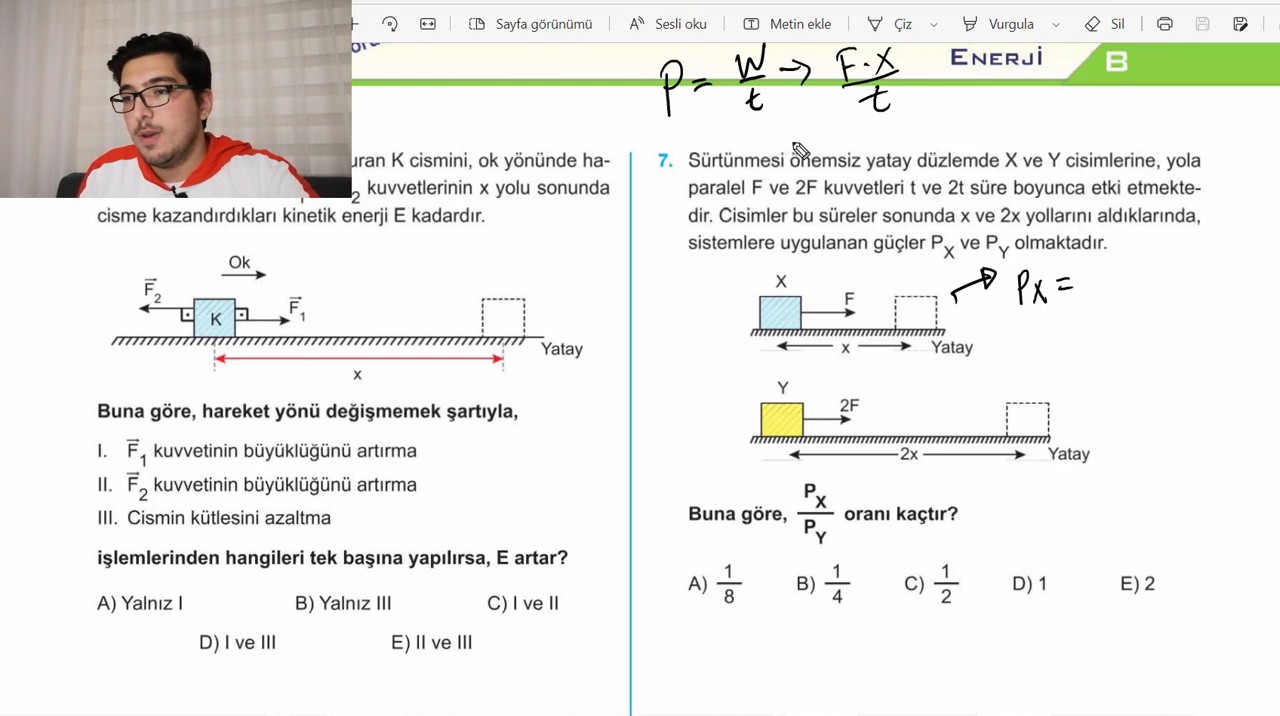 Sayfa görünümü
Sesli oku
Metin ekle
Çiz
Vurgula
Sil
ENERJİ
B
P = W/t → F·X/t
uran K cismini, ok yönünde ha-
2 kuvvetlerinin x yolu sonunda
cisme kazandırdıkları kinetik enerji E kadardır.
Ok
F₂
F₁
K
Yatay
x
Buna göre, hareket yönü değişmemek şartıyla,
I. F₁ kuvvetinin büyüklüğünü artırma
II. F₂ kuvvetinin büyüklüğünü artırma
III. Cismin kütlesini azaltma
işlemlerinden hangileri tek başına yapılırsa, E artar?
A) Yalnız I B) Yalnız III C) I ve II
D) I ve III E) II ve III
7. Sürtünmesi önemsiz yatay düzlemde X ve Y cisimlerine, yola
paralel F ve 2F kuvvetleri t ve 2t süre boyunca etki etmekte-
dir. Cisimler bu süreler sonunda x ve 2x yollarını aldıklarında,
sistemlere uygulanan güçler P_X ve P_Y olmaktadır.
X
F
PX =
x
Yatay
Y
2F
2x
Yatay
Buna göre, P_X/P_Y oranı kaçtır?
A) 1/8 B) 1/4 C) 1/2 D) 1 E) 2